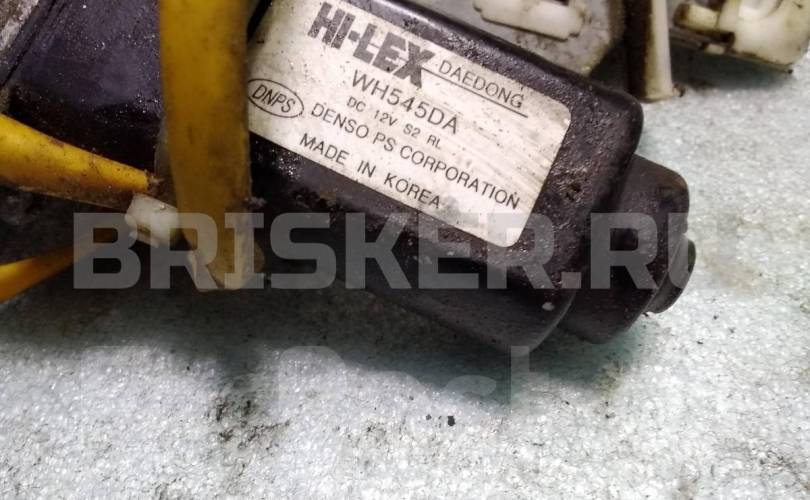 HI-LEX DAEDONG
WH545DA
DC 12V S2 RL
DNPS DENSO PS CORPORATION
MADE IN KOREA
BRISKER.RU